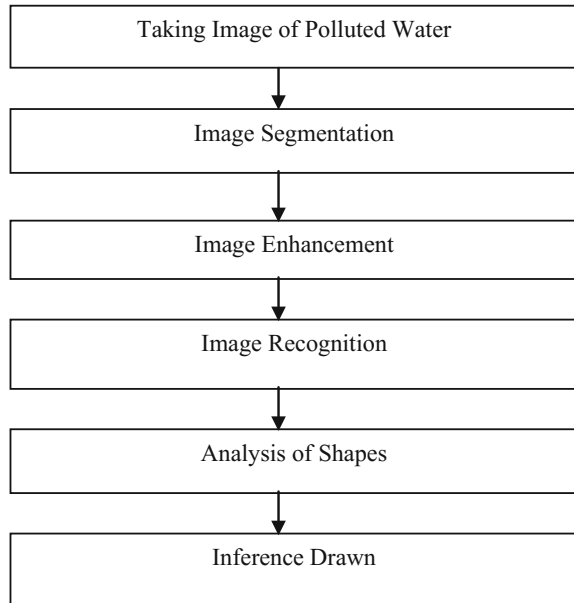 Taking Image of Polluted Water
Image Segmentation
Image Enhancement
Image Recognition
Analysis of Shapes
Inference Drawn